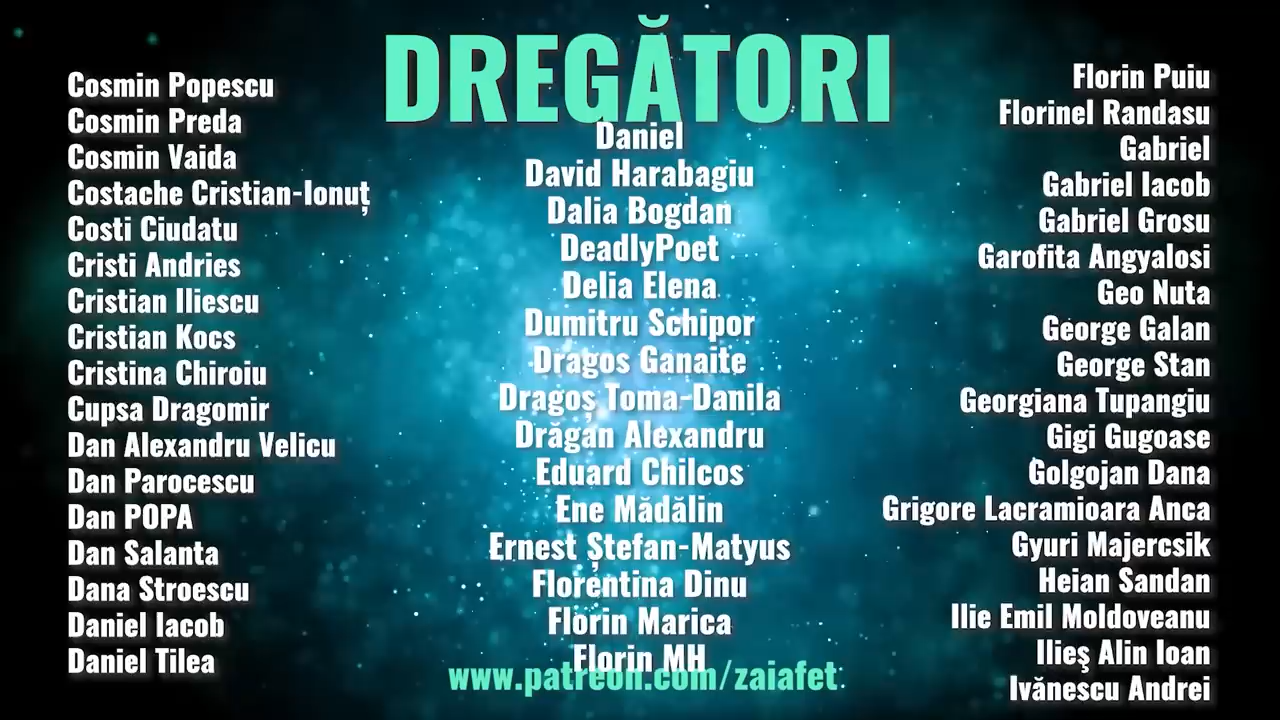 DREGĂTORI
Cosmin Popescu
Cosmin Preda
Cosmin Vaida
Costache Cristian-Ionuț
Costi Ciudatu
Cristi Andries
Cristian Iliescu
Cristian Kocs
Cristina Chiroiu
Cupsa Dragomir
Dan Alexandru Velicu
Dan Parocescu
Dan POPA
Dan Salanta
Dana Stroescu
Daniel Iacob
Daniel Tilea
Daniel
David Harabagiu
Dalia Bogdan
DeadlyPoet
Delia Elena
Dumitru Schipor
Dragos Ganaite
Dragoș Toma-Danila
Drăgan Alexandru
Eduard Chilcos
Ene Mădălin
Ernest Ștefan-Matyus
Florentina Dinu
Florin Marica
Florin MH
Florin Puiu
Florinel Randasu
Gabriel
Gabriel Iacob
Gabriel Grosu
Garofita Angyalosi
Geo Nuta
George Galan
George Stan
Georgiana Tupangiu
Gigi Gugoase
Golgojan Dana
Grigore Lacramioara Anca
Gyuri Majercsik
Heian Sandan
Ilie Emil Moldoveanu
Ilieş Alin Ioan
Ivănescu Andrei
www.patreon.com/zaiafet